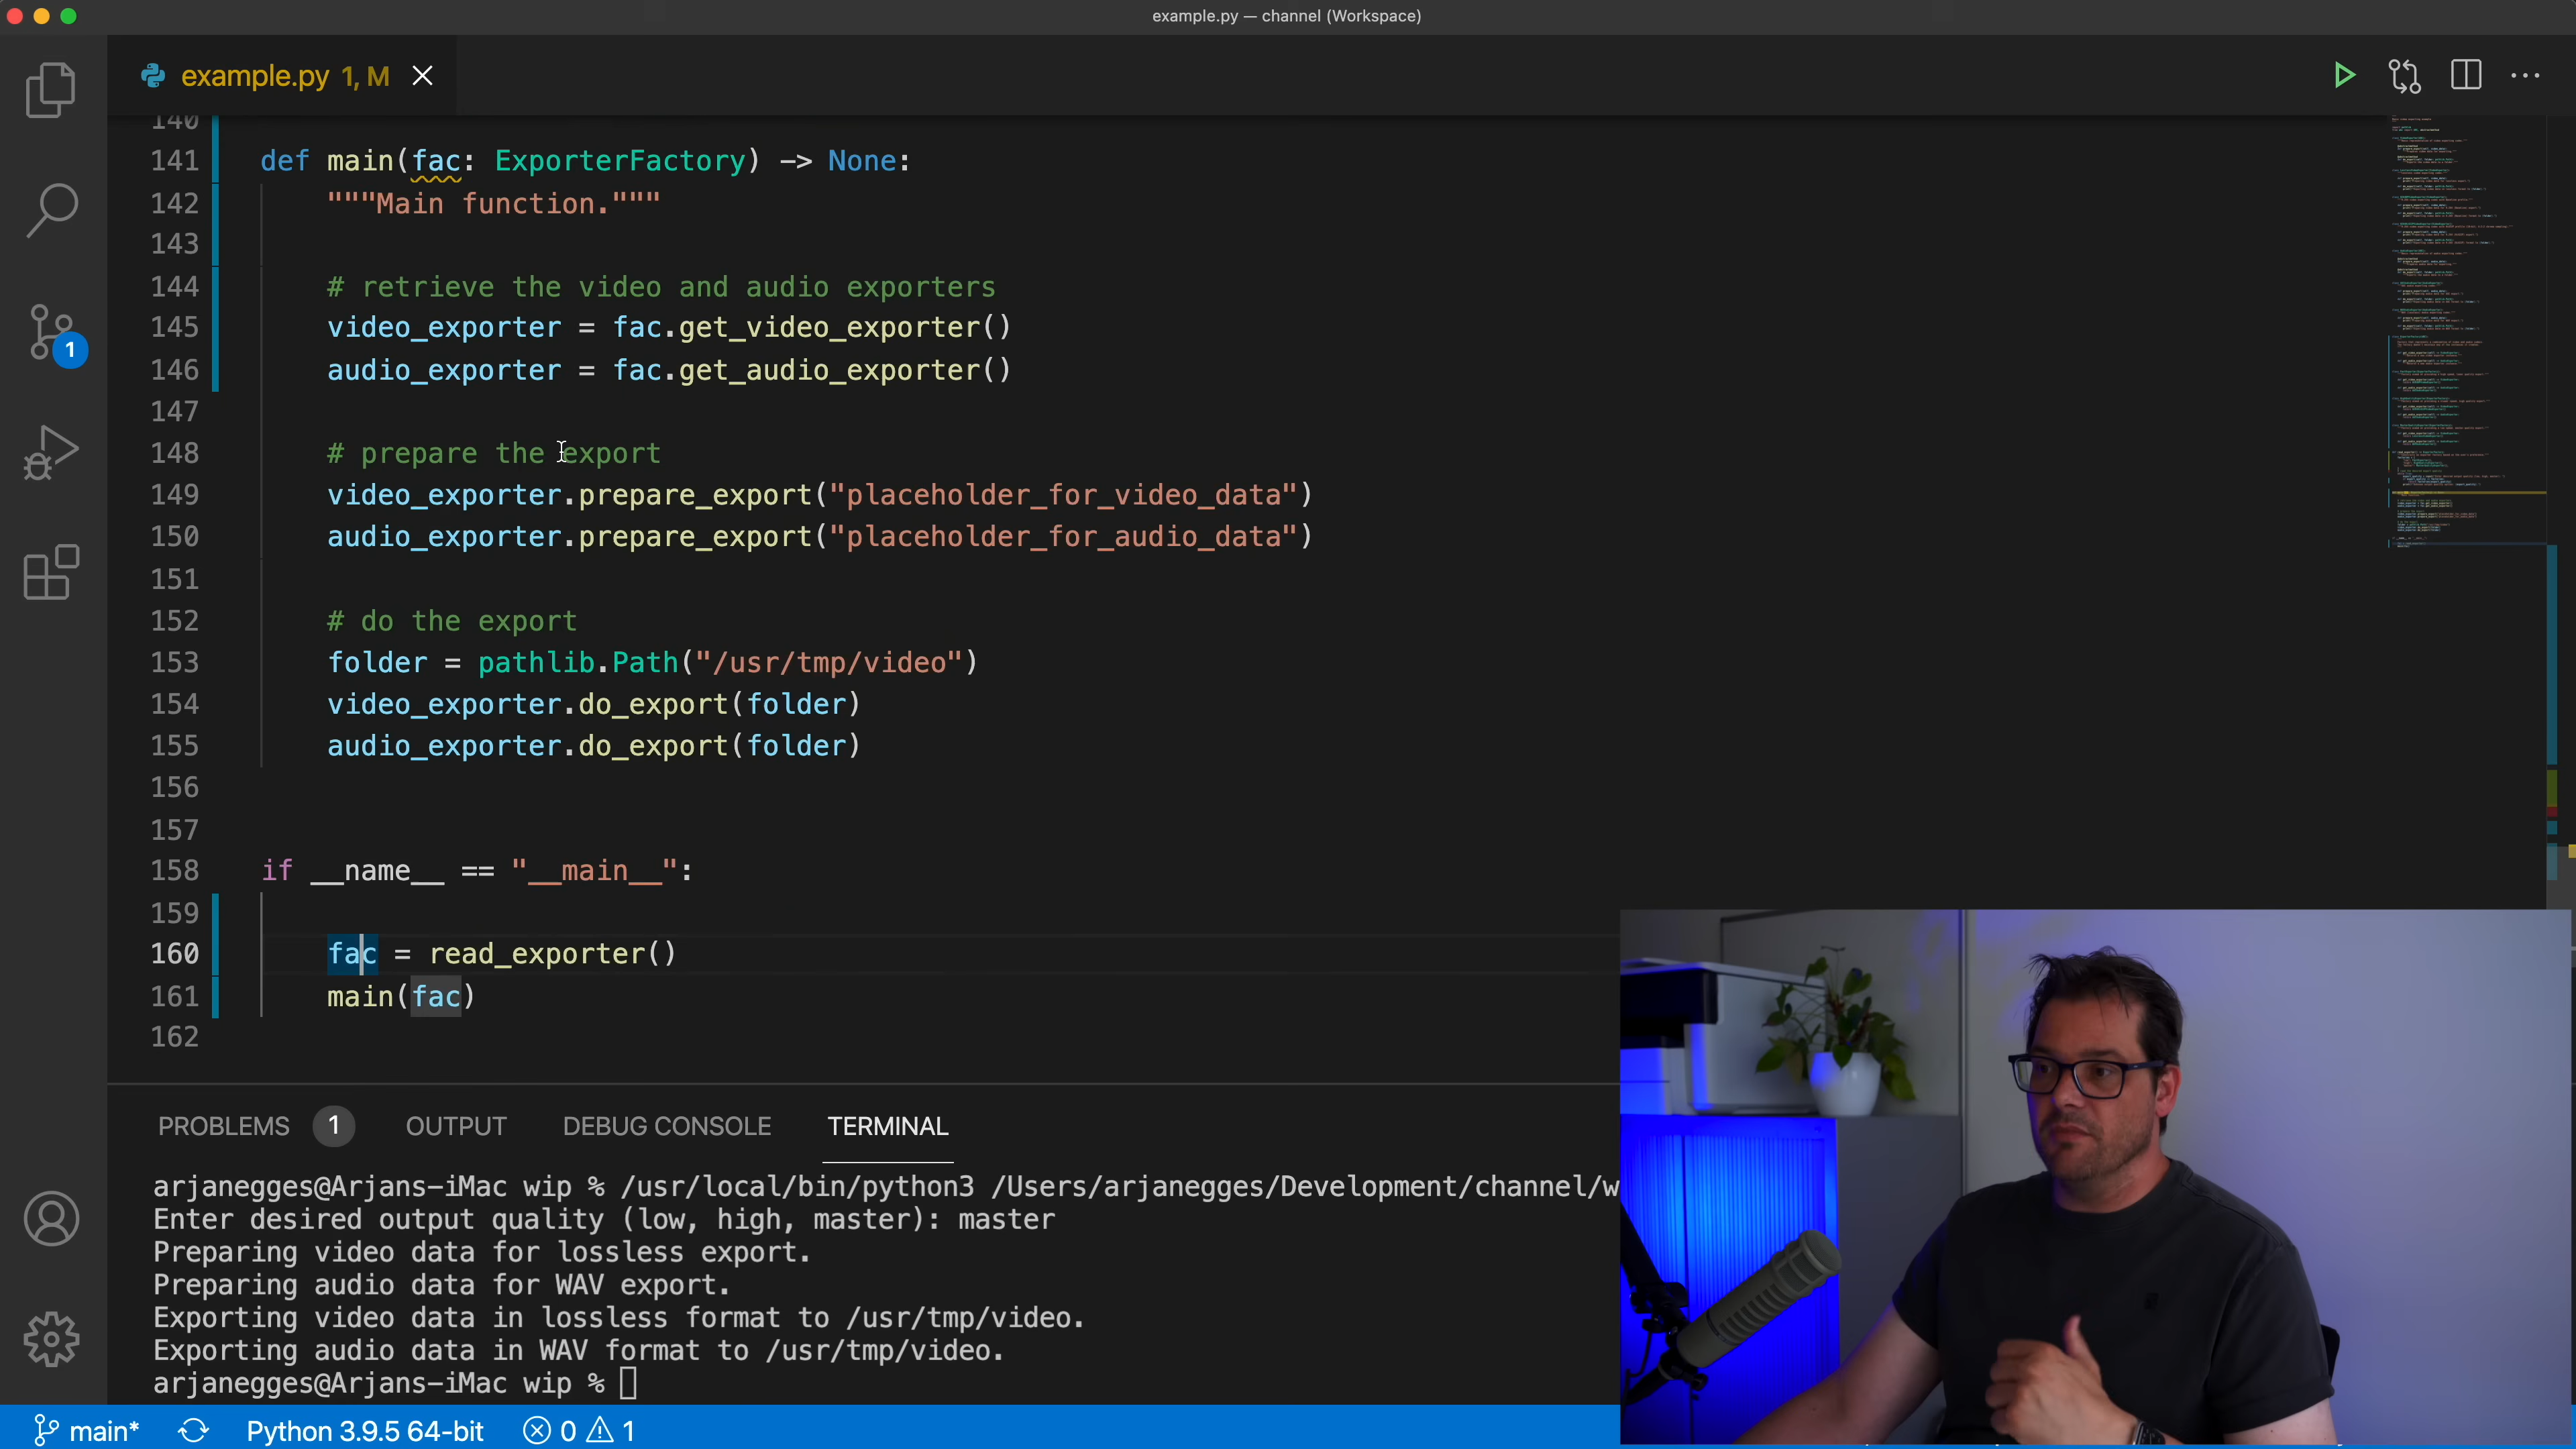 example.py — channel (Workspace)
example.py 1, M
140
141 def main(fac: ExporterFactory) -> None:
142 """Main function."""
143
144 # retrieve the video and audio exporters
145 video_exporter = fac.get_video_exporter()
146 audio_exporter = fac.get_audio_exporter()
147
148 # prepare the export
149 video_exporter.prepare_export("placeholder_for_video_data")
150 audio_exporter.prepare_export("placeholder_for_audio_data")
151
152 # do the export
153 folder = pathlib.Path("/usr/tmp/video")
154 video_exporter.do_export(folder)
155 audio_exporter.do_export(folder)
156
157
158 if __name__ == "__main__":
159
160 fac = read_exporter()
161 main(fac)
162
1
PROBLEMS 1 OUTPUT DEBUG CONSOLE TERMINAL
arjanegges@Arjans-iMac wip % /usr/local/bin/python3 /Users/arjanegges/Development/channel/w
Enter desired output quality (low, high, master): master
Preparing video data for lossless export.
Preparing audio data for WAV export.
Exporting video data in lossless format to /usr/tmp/video.
Exporting audio data in WAV format to /usr/tmp/video.
arjanegges@Arjans-iMac wip %
main* Python 3.9.5 64-bit 0 1